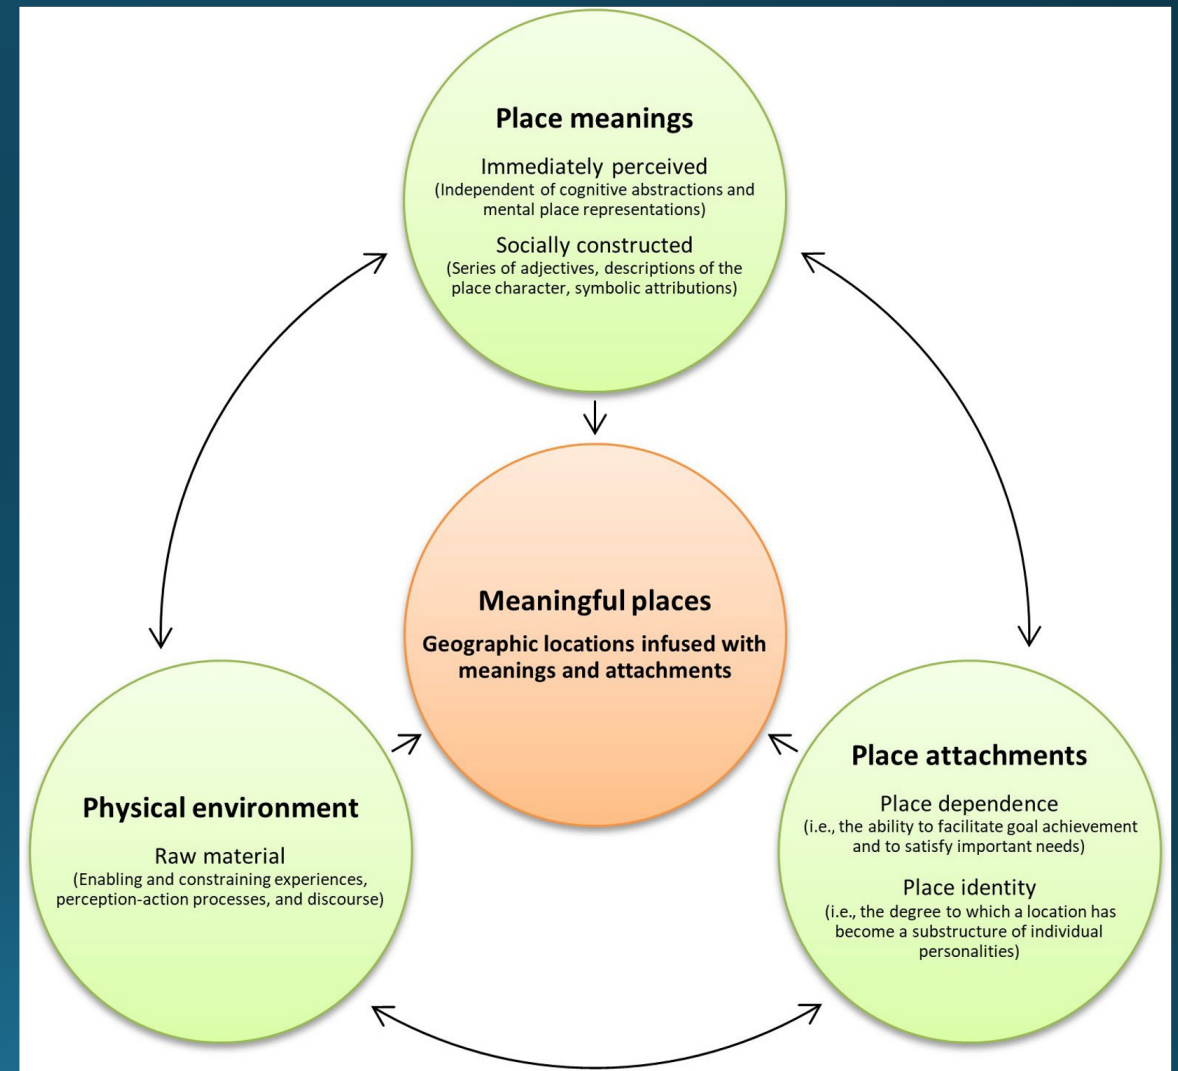 Place meanings
Immediately perceived
(Independent of cognitive abstractions and
mental place representations)
Socially constructed
(Series of adjectives, descriptions of the
place character, symbolic attributions)
Meaningful places
Geographic locations infused with
meanings and attachments
Physical environment
Raw material
(Enabling and constraining experiences,
perception-action processes, and discourse)
Place attachments
Place dependence
(i.e., the ability to facilitate goal achievement
and to satisfy important needs)
Place identity
(i.e., the degree to which a location has
become a substructure of individual
personalities)